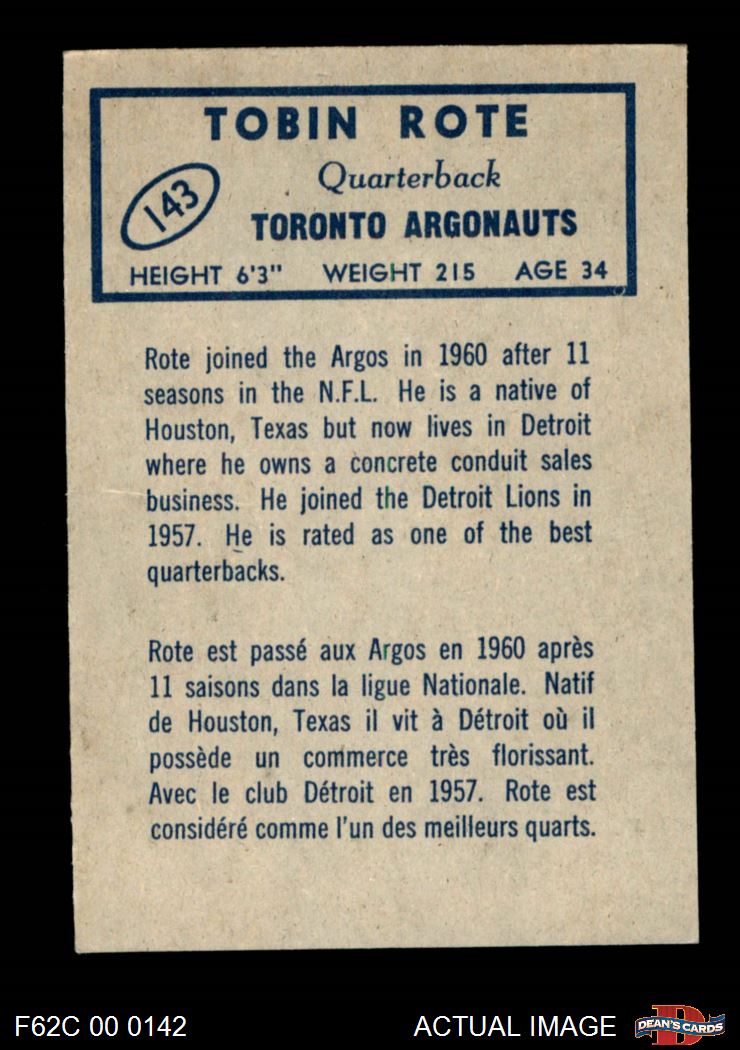 TOBIN ROTE
Quarterback
143
TORONTO ARGONAUTS
HEIGHT 6'3" WEIGHT 215 AGE 34
Rote joined the Argos in 1960 after 11
seasons in the N.F.L. He is a native of
Houston, Texas but now lives in Detroit
where he owns a concrete conduit sales
business. He joined the Detroit Lions in
1957. He is rated as one of the best
quarterbacks.
Rote est passé aux Argos en 1960 après
11 saisons dans la ligue Nationale. Natif
de Houston, Texas il vit à Détroit où il
possède un commerce très florissant.
Avec le club Détroit en 1957. Rote est
considéré comme l'un des meilleurs quarts.
F62C 00 0142
ACTUAL IMAGE
DEAN'S CARDS